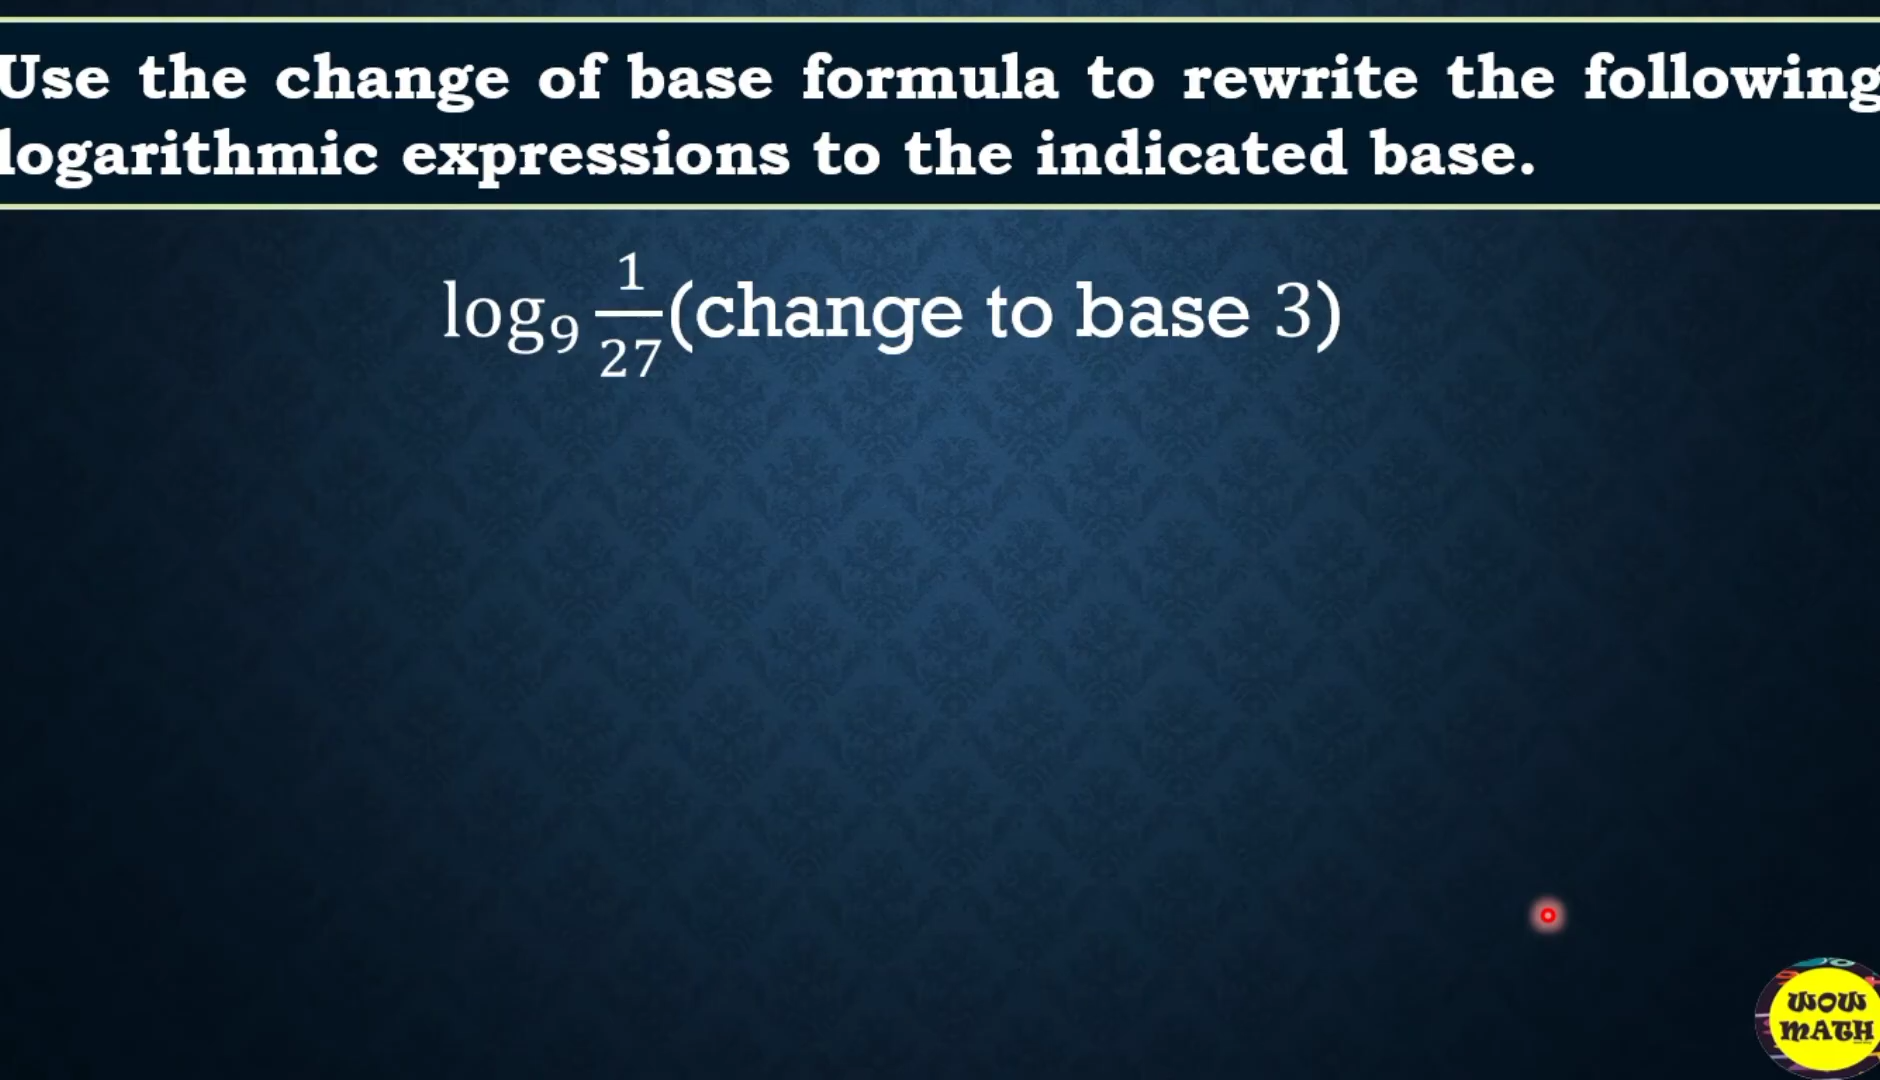 Use the change of base formula to rewrite the following
logarithmic expressions to the indicated base.
log₉ 1/27 (change to base 3)
WOW
MATH